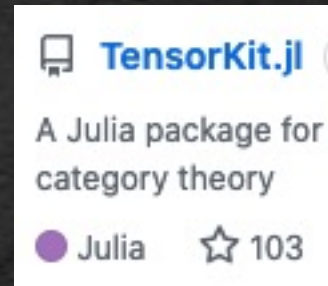 TensorKit.jl
A Julia package for
category theory
Julia 103